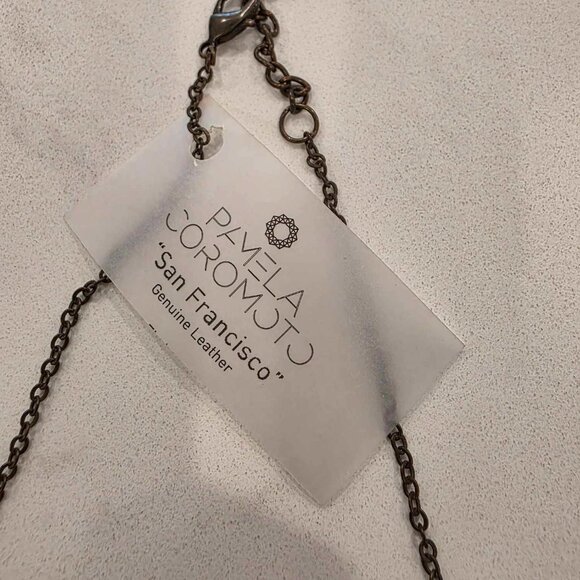 PAMELA
COROMOTO
"San Francisco"
Genuine Leather